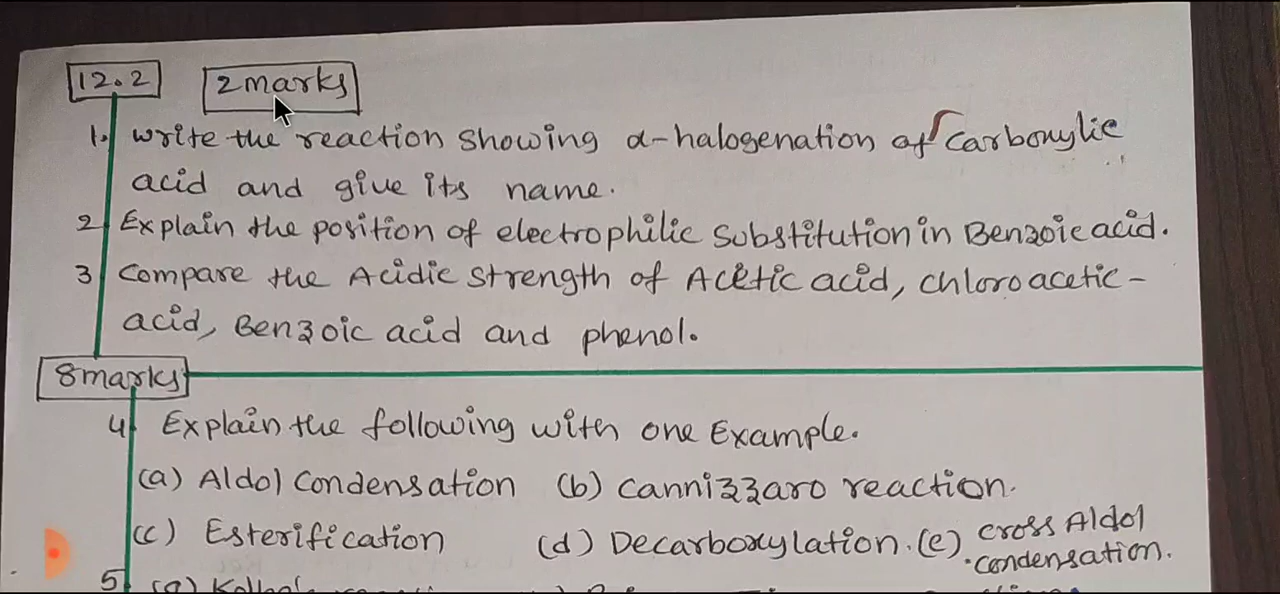 12.2 2marks
1. Write the reaction showing α-halogenation of carboxylic
acid and give its name.
2 Explain the position of electrophilic substitution in Benzoic acid.
3 Compare the Acidic strength of Acetic acid, chloroacetic-
acid, Benzoic acid and phenol.
8marks
4 Explain the following with one Example.
(a) Aldol Condensation (b) Cannizzaro reaction.
(c) Esterification (d) Decarboxylation. (e) Cross Aldol
condensation.
5 (a)